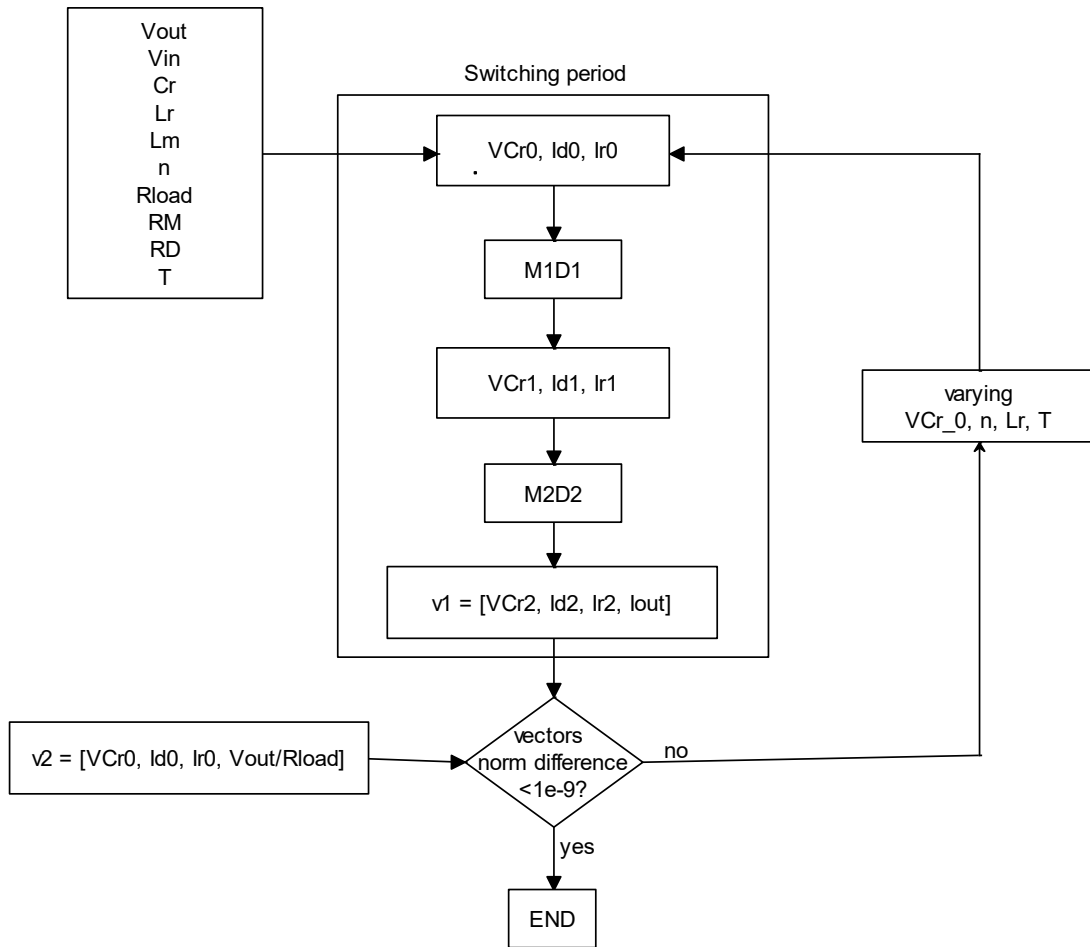 Vout
Vin
Cr
Lr
Lm
n
Rload
RM
RD
T
Switching period
VCr0, Id0, Ir0
M1D1
VCr1, Id1, Ir1
M2D2
v1 = [VCr2, Id2, Ir2, Iout]
varying
VCr_0, n, Lr, T
v2 = [VCr0, Id0, Ir0, Vout/Rload]
vectors
norm difference
<1e-9?
no
yes
END